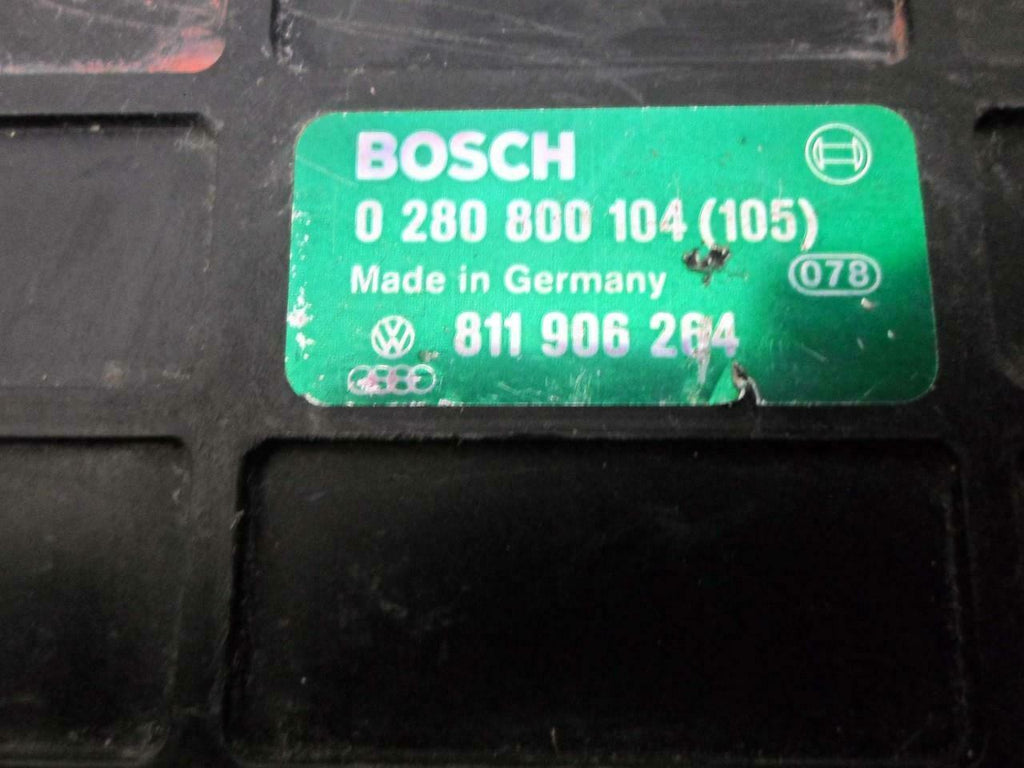 BOSCH
0 280 800 104 (105)
Made in Germany 078
811 906 264